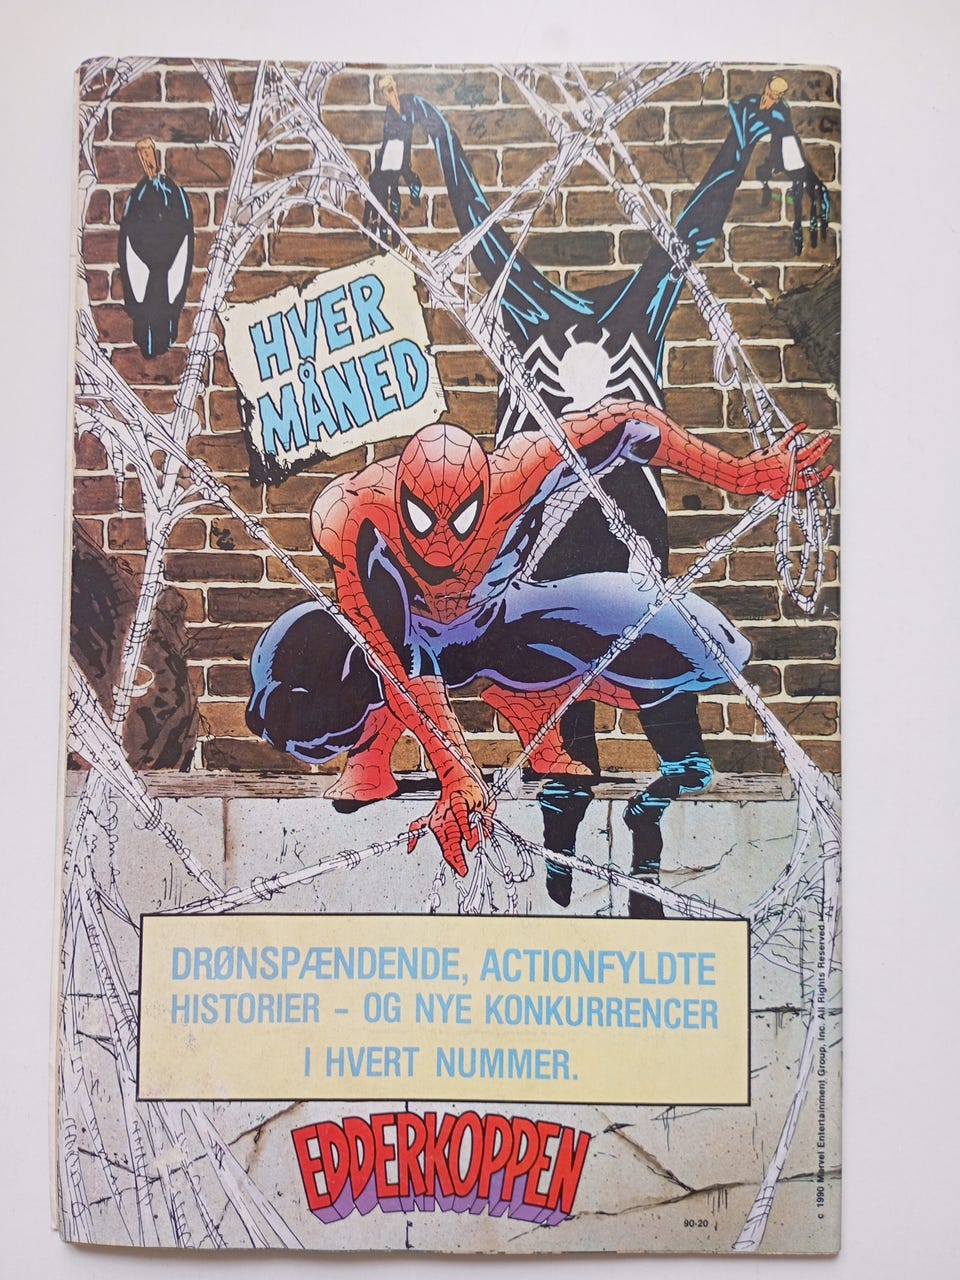 HVER
MÅNED
DRØNSPÆNDENDE, ACTIONFYLDTE
HISTORIER - OG NYE KONKURRENCER
I HVERT NUMMER.
EDDERKOPPEN
90-20
c 1990 Marvel Entertainment Group, Inc. All Rights Reserved.